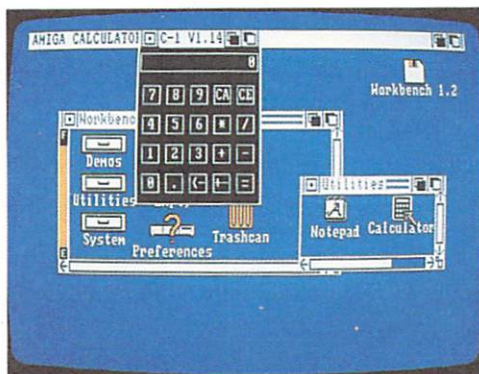 AMIGA CALCULATOR
C-1 V1.14
0
Workbench 1.2
7 8 9 CA CE
4 5 6 * /
1 2 3 + -
0 . <- +- =
Workbenc
F
Demos
Utilities
System
Preferences
Trashcan
E
Utilities
Notepad
Calculator